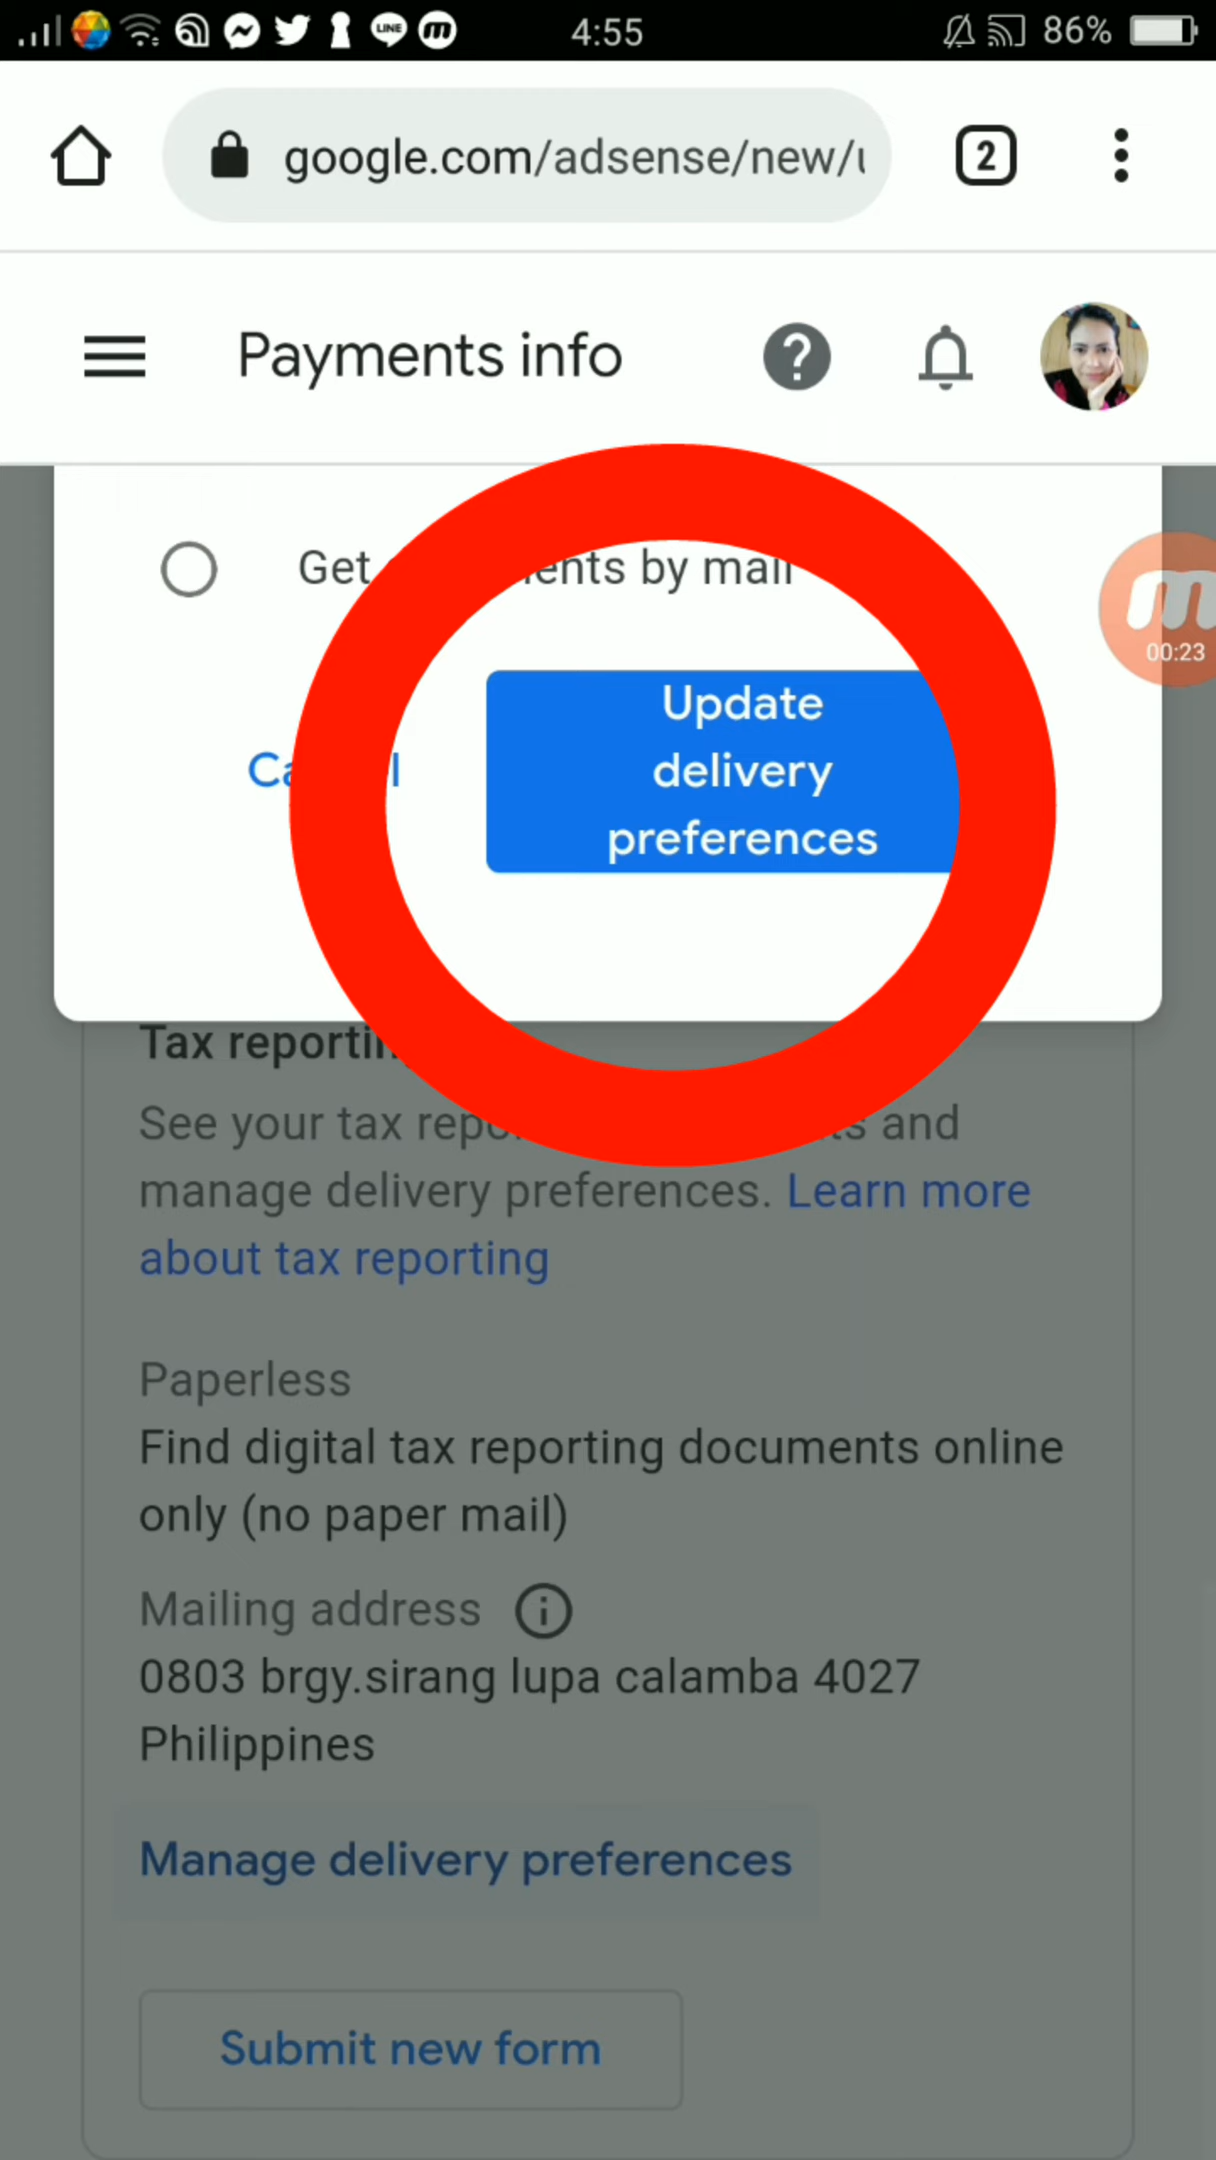 LINE
4:55
86%
google.com/adsense/new/
2
Payments info
Get ents by mail
00:23
Update
delivery
preferences
Ca l
Tax reportin
See your tax repo s and
manage delivery preferences. Learn more
about tax reporting
Paperless
Find digital tax reporting documents online
only (no paper mail)
Mailing address
0803 brgy.sirang lupa calamba 4027
Philippines
Manage delivery preferences
Submit new form